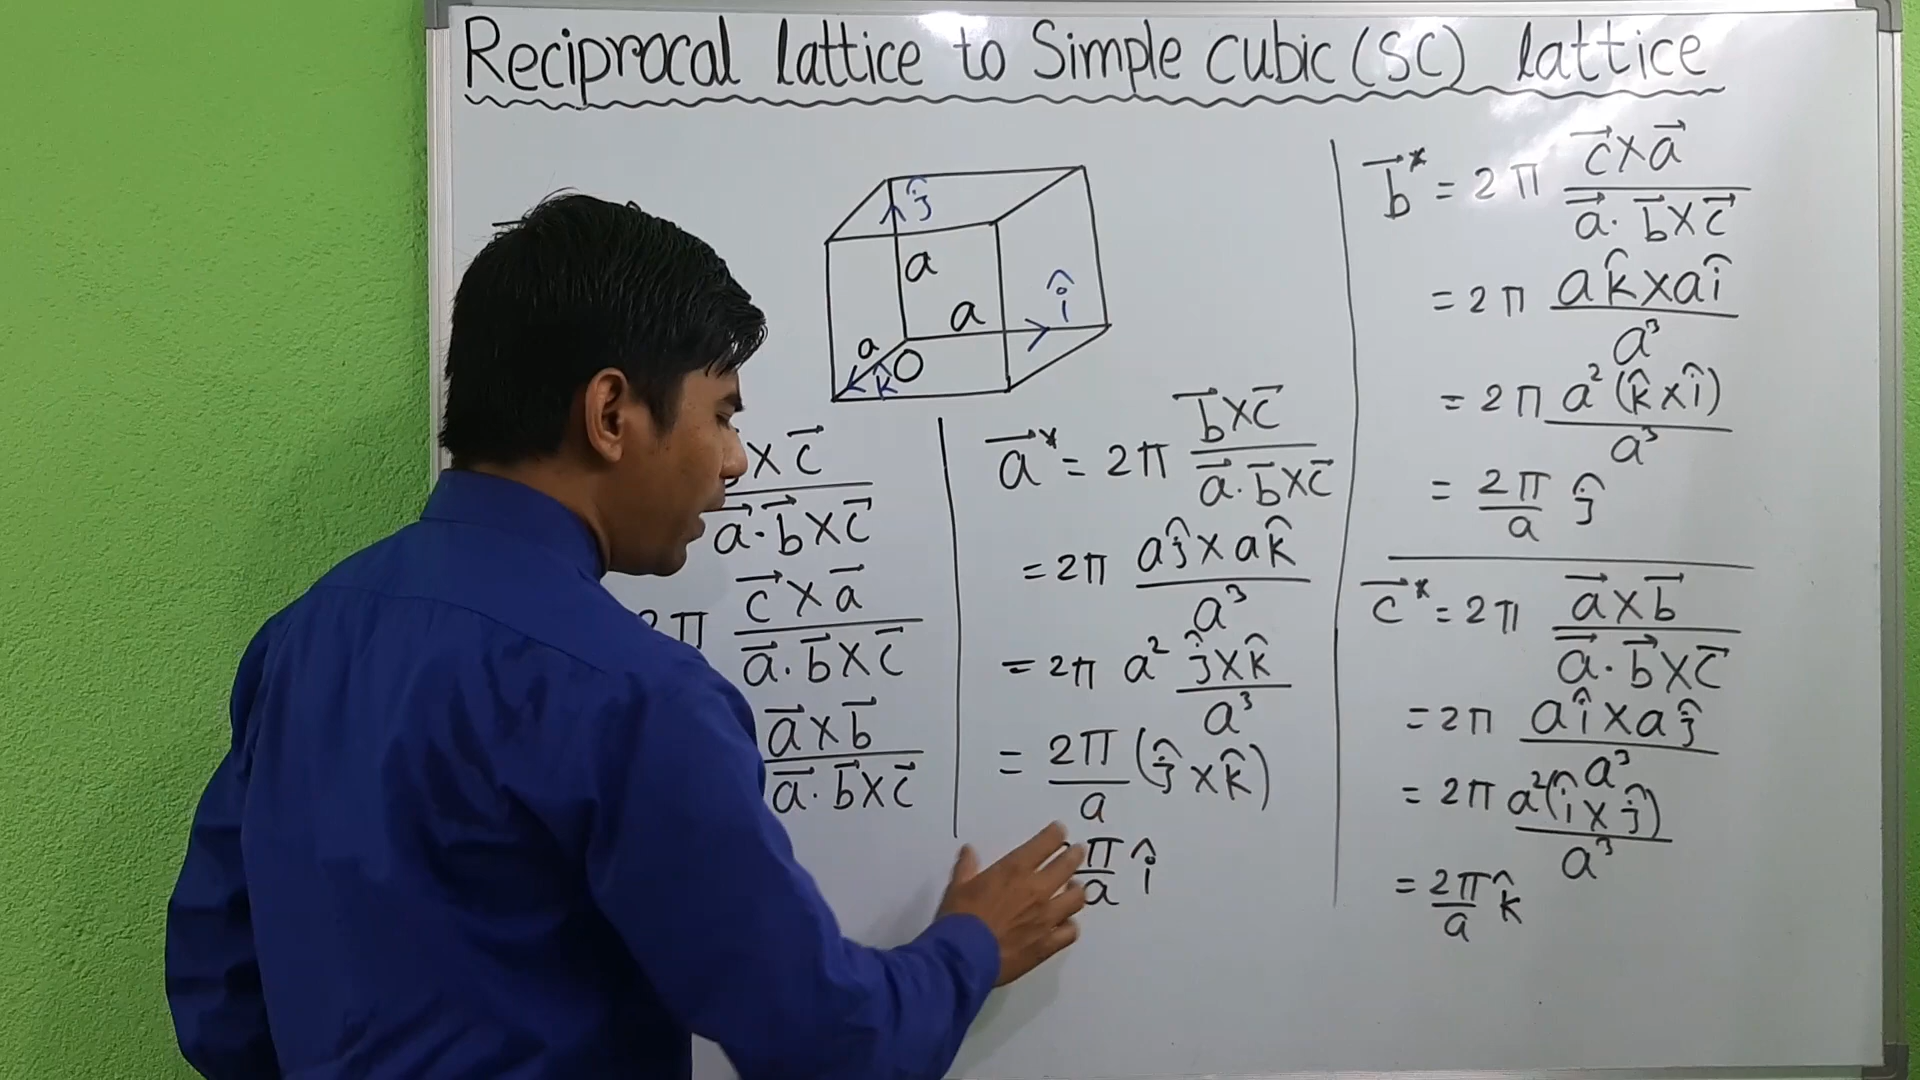 Reciprocal lattice to Simple cubic (SC) lattice
ĵ
a
a
î
a
k̂
O
× c⃗
a⃗ · b⃗ × c⃗
2π c⃗ × a⃗
a⃗ · b⃗ × c⃗
a⃗ × b⃗
a⃗ · b⃗ × c⃗
a⃗* = 2π b⃗ × c⃗
a⃗ · b⃗ × c⃗
= 2π aĵ × ak̂
a³
= 2π a² ĵ × k̂
a³
= 2π (ĵ × k̂)
a
π î
a
b⃗* = 2π c⃗ × a⃗
a⃗ · b⃗ × c⃗
= 2π ak̂ × aî
a³
= 2π a² (k̂ × î)
a³
= 2π ĵ
a
c⃗* = 2π a⃗ × b⃗
a⃗ · b⃗ × c⃗
= 2π aî × aĵ
a³
= 2π a² (î × ĵ)
a³
= 2π k̂
a